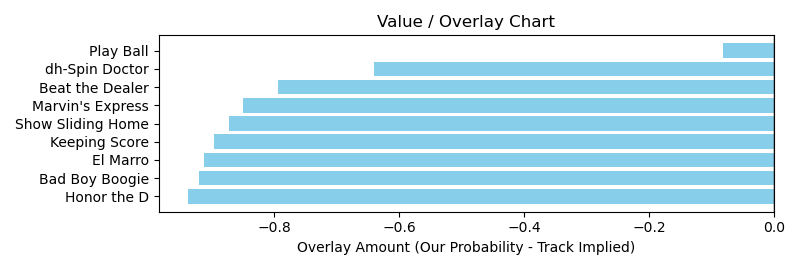 Value / Overlay Chart
Play Ball
dh-Spin Doctor
Beat the Dealer
Marvin's Express
Show Sliding Home
Keeping Score
El Marro
Bad Boy Boogie
Honor the D
−0.8 −0.6 −0.4 −0.2 0.0
Overlay Amount (Our Probability - Track Implied)